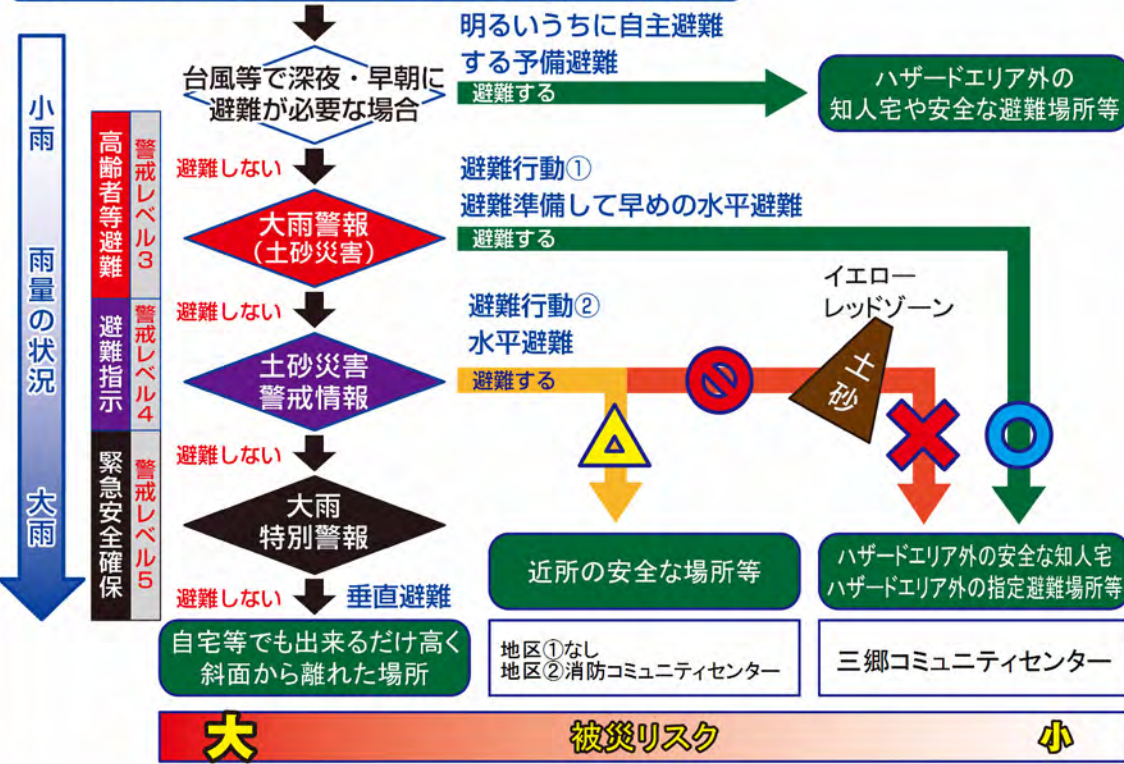 明るいうちに自主避難
する予備避難
台風等で深夜・早朝に
避難が必要な場合
避難する
ハザードエリア外の
知人宅や安全な避難場所等
小雨 雨量の状況 大雨
高齢者等避難
警戒レベル3
避難しない
避難行動①
避難準備して早めの水平避難
大雨警報
(土砂災害)
避難する
イエロー
レッドゾーン
避難指示
警戒レベル4
避難しない
避難行動②
水平避難
土砂災害
警戒情報
避難する
土砂
緊急安全確保
警戒レベル5
避難しない
大雨
特別警報
近所の安全な場所等
ハザードエリア外の安全な知人宅
ハザードエリア外の指定避難場所等
避難しない
垂直避難
自宅等でも出来るだけ高く
斜面から離れた場所
地区①なし
地区②消防コミュニティセンター
三郷コミュニティセンター
大 被災リスク 小